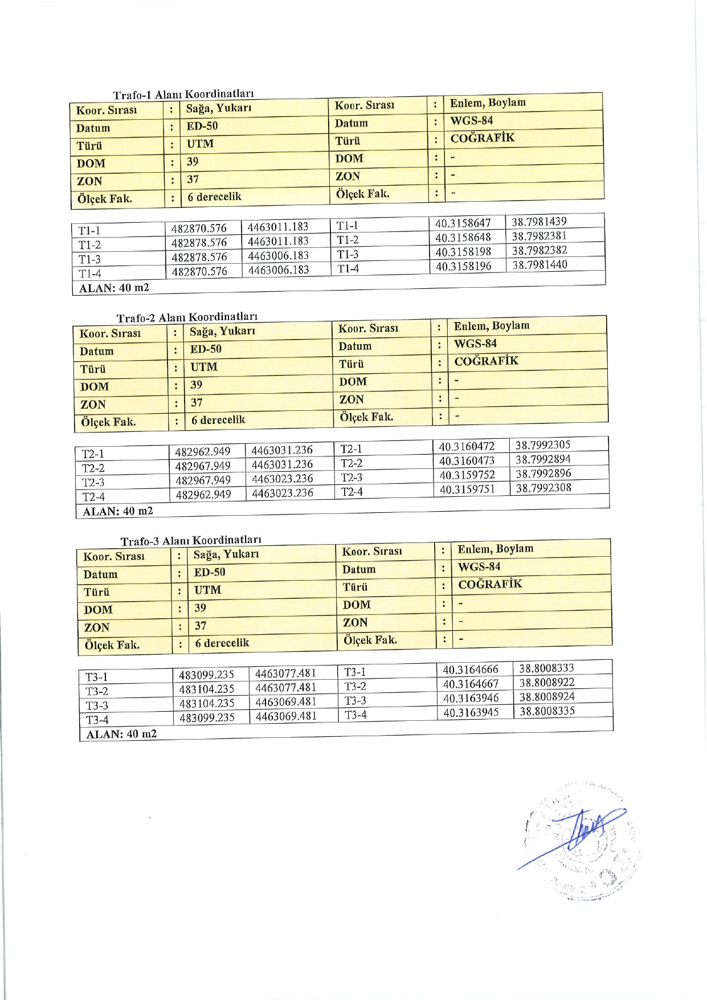 Trafo-1 Alanı Koordinatları
Koor. Sırası : Sağa, Yukarı Koor. Sırası : Enlem, Boylam
Datum : ED-50 Datum : WGS-84
Türü : UTM Türü : COĞRAFİK
DOM : 39 DOM : -
ZON : 37 ZON : -
Ölçek Fak. : 6 derecelik Ölçek Fak. : -
T1-1 482870.576 4463011.183 T1-1 40.3158647 38.7981439
T1-2 482878.576 4463011.183 T1-2 40.3158648 38.7982381
T1-3 482878.576 4463006.183 T1-3 40.3158198 38.7982382
T1-4 482870.576 4463006.183 T1-4 40.3158196 38.7981440
ALAN: 40 m2
Trafo-2 Alanı Koordinatları
Koor. Sırası : Sağa, Yukarı Koor. Sırası : Enlem, Boylam
Datum : ED-50 Datum : WGS-84
Türü : UTM Türü : COĞRAFİK
DOM : 39 DOM : -
ZON : 37 ZON : -
Ölçek Fak. : 6 derecelik Ölçek Fak. : -
T2-1 482962.949 4463031.236 T2-1 40.3160472 38.7992305
T2-2 482967.949 4463031.236 T2-2 40.3160473 38.7992894
T2-3 482967.949 4463023.236 T2-3 40.3159752 38.7992896
T2-4 482962.949 4463023.236 T2-4 40.3159751 38.7992308
ALAN: 40 m2
Trafo-3 Alanı Koordinatları
Koor. Sırası : Sağa, Yukarı Koor. Sırası : Enlem, Boylam
Datum : ED-50 Datum : WGS-84
Türü : UTM Türü : COĞRAFİK
DOM : 39 DOM : -
ZON : 37 ZON : -
Ölçek Fak. : 6 derecelik Ölçek Fak. : -
T3-1 483099.235 4463077.481 T3-1 40.3164666 38.8008333
T3-2 483104.235 4463077.481 T3-2 40.3164667 38.8008922
T3-3 483104.235 4463069.481 T3-3 40.3163946 38.8008924
T3-4 483099.235 4463069.481 T3-4 40.3163945 38.8008335
ALAN: 40 m2